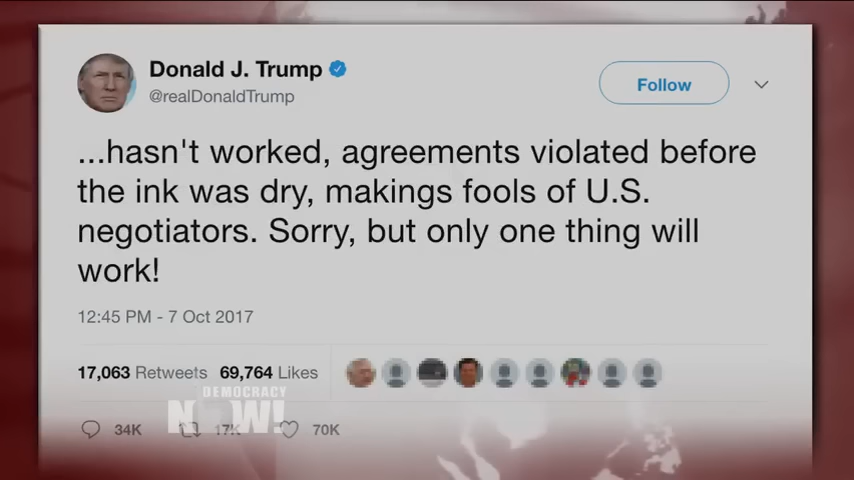 Donald J. Trump
@realDonaldTrump
Follow
...hasn't worked, agreements violated before
the ink was dry, makings fools of U.S.
negotiators. Sorry, but only one thing will
work!
12:45 PM - 7 Oct 2017
17,063 Retweets 69,764 Likes
DEMOCRACY
NOW!
34K 17K 70K